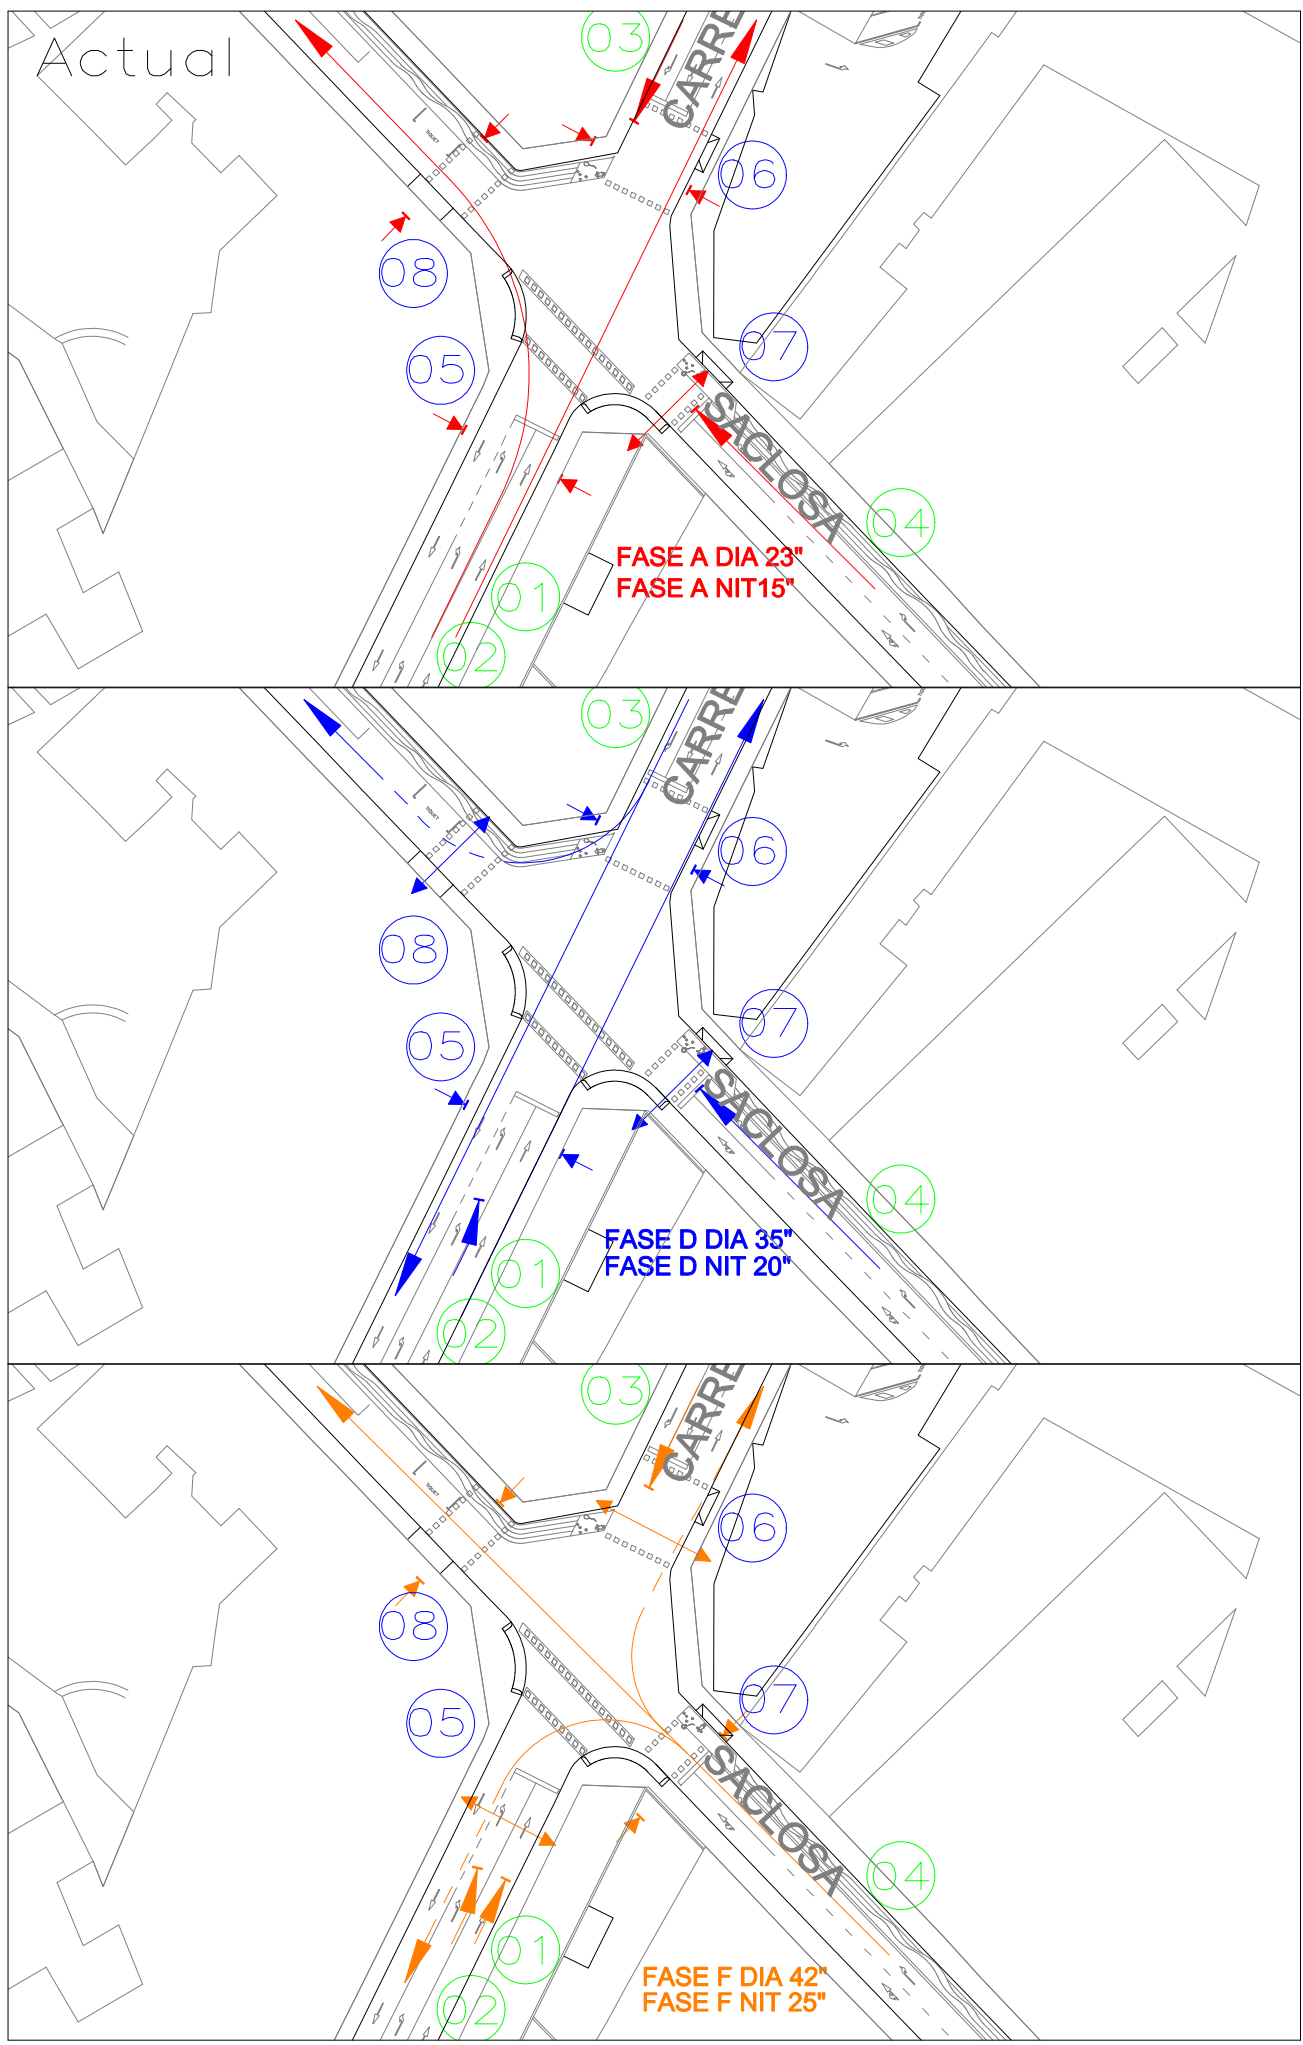 Actual
03
CARRE
06
08
07
05
SACLOSA
04
FASE A DIA 23"
FASE A NIT15"
01
02
03
CARRE
06
08
07
05
SACLOSA
04
FASE D DIA 35"
FASE D NIT 20"
01
02
03
CARRE
06
08
07
05
SACLOSA
04
01
FASE F DIA 42"
FASE F NIT 25"
02